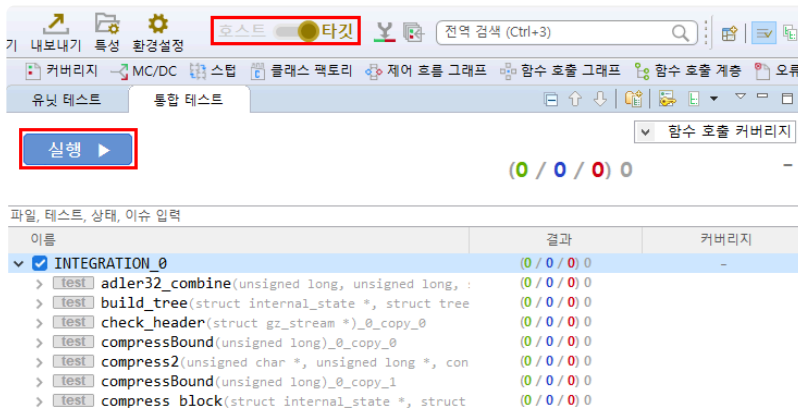 호스트 타깃 전역 검색 (Ctrl+3)
기 내보내기 특성 환경설정
커버리지 MC/DC 스텁 클래스 팩토리 제어 흐름 그래프 함수 호출 그래프 함수 호출 계층 오류
유닛 테스트 통합 테스트
함수 호출 커버리지
실행
(0 / 0 / 0) 0 –
파일, 테스트, 상태, 이슈 입력
이름 결과 커버리지
INTEGRATION_0 (0 / 0 / 0) 0 –
test adler32_combine(unsigned long, unsigned long, (0 / 0 / 0) 0
test build_tree(struct internal_state *, struct tree (0 / 0 / 0) 0
test check_header(struct gz_stream *)_0_copy_0 (0 / 0 / 0) 0
test compressBound(unsigned long)_0_copy_0 (0 / 0 / 0) 0
test compress2(unsigned char *, unsigned long *, con (0 / 0 / 0) 0
test compressBound(unsigned long)_0_copy_1 (0 / 0 / 0) 0
test compress_block(struct internal_state *, struct (0 / 0 / 0) 0